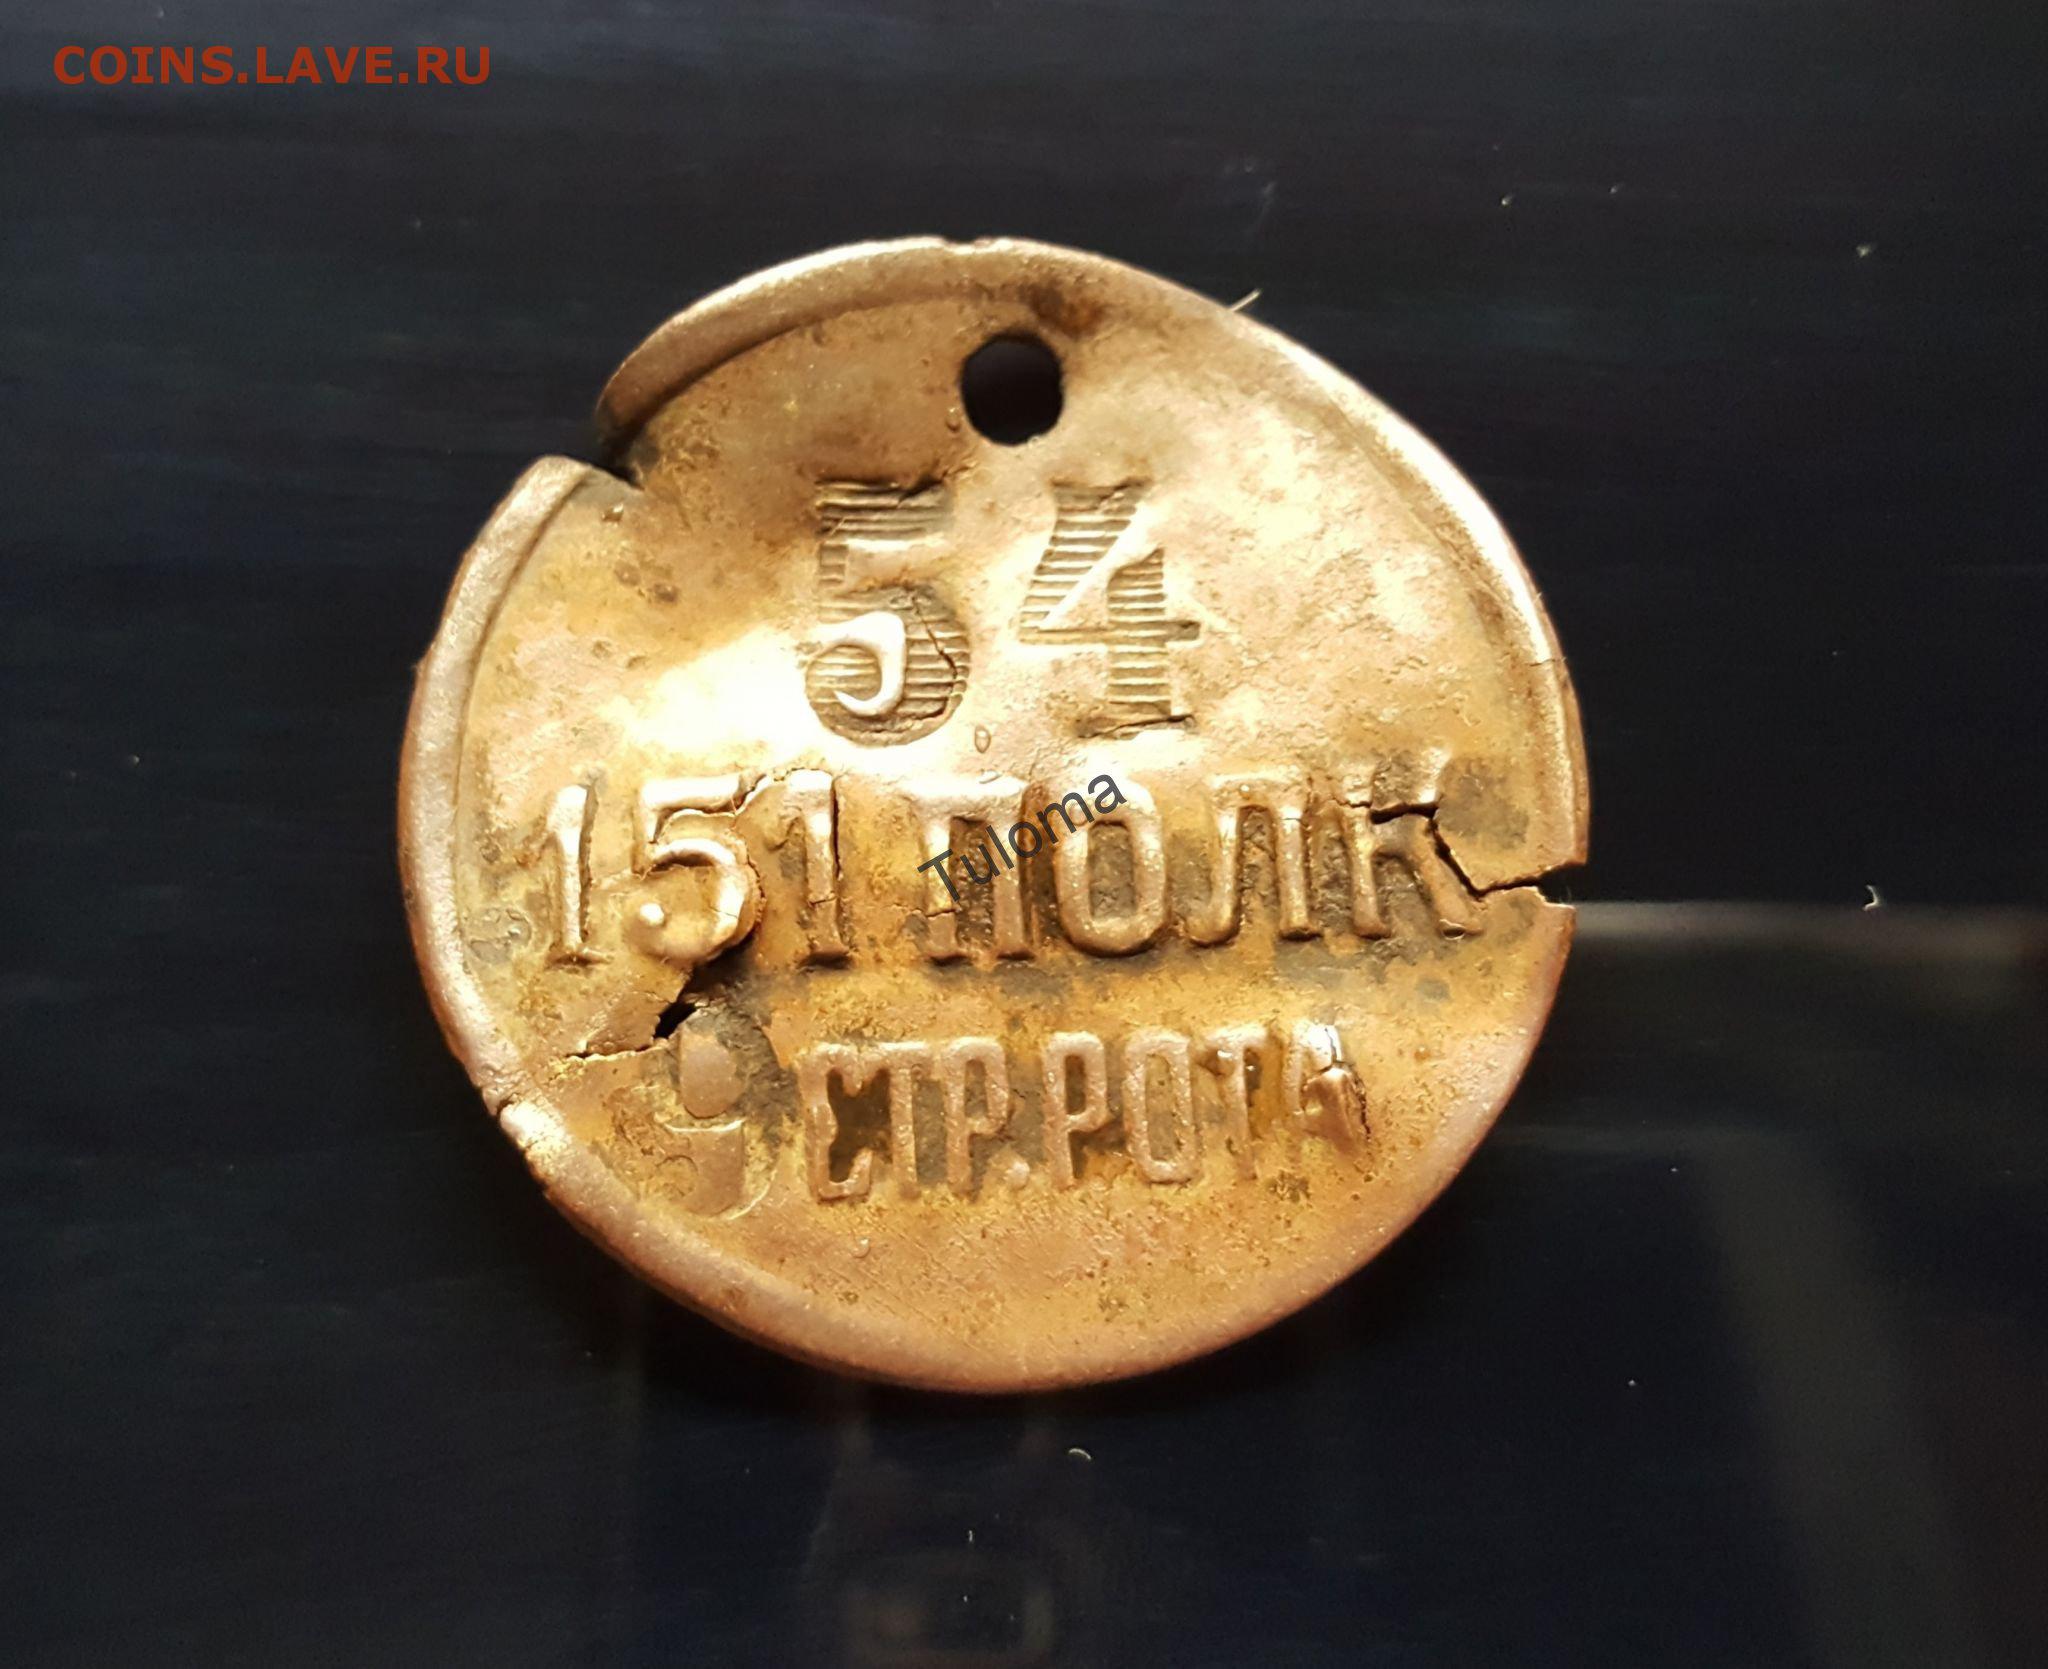 COINS.LAVE.RU
54
151 ПОЛК
Tuloma
9 СТР.РОТА